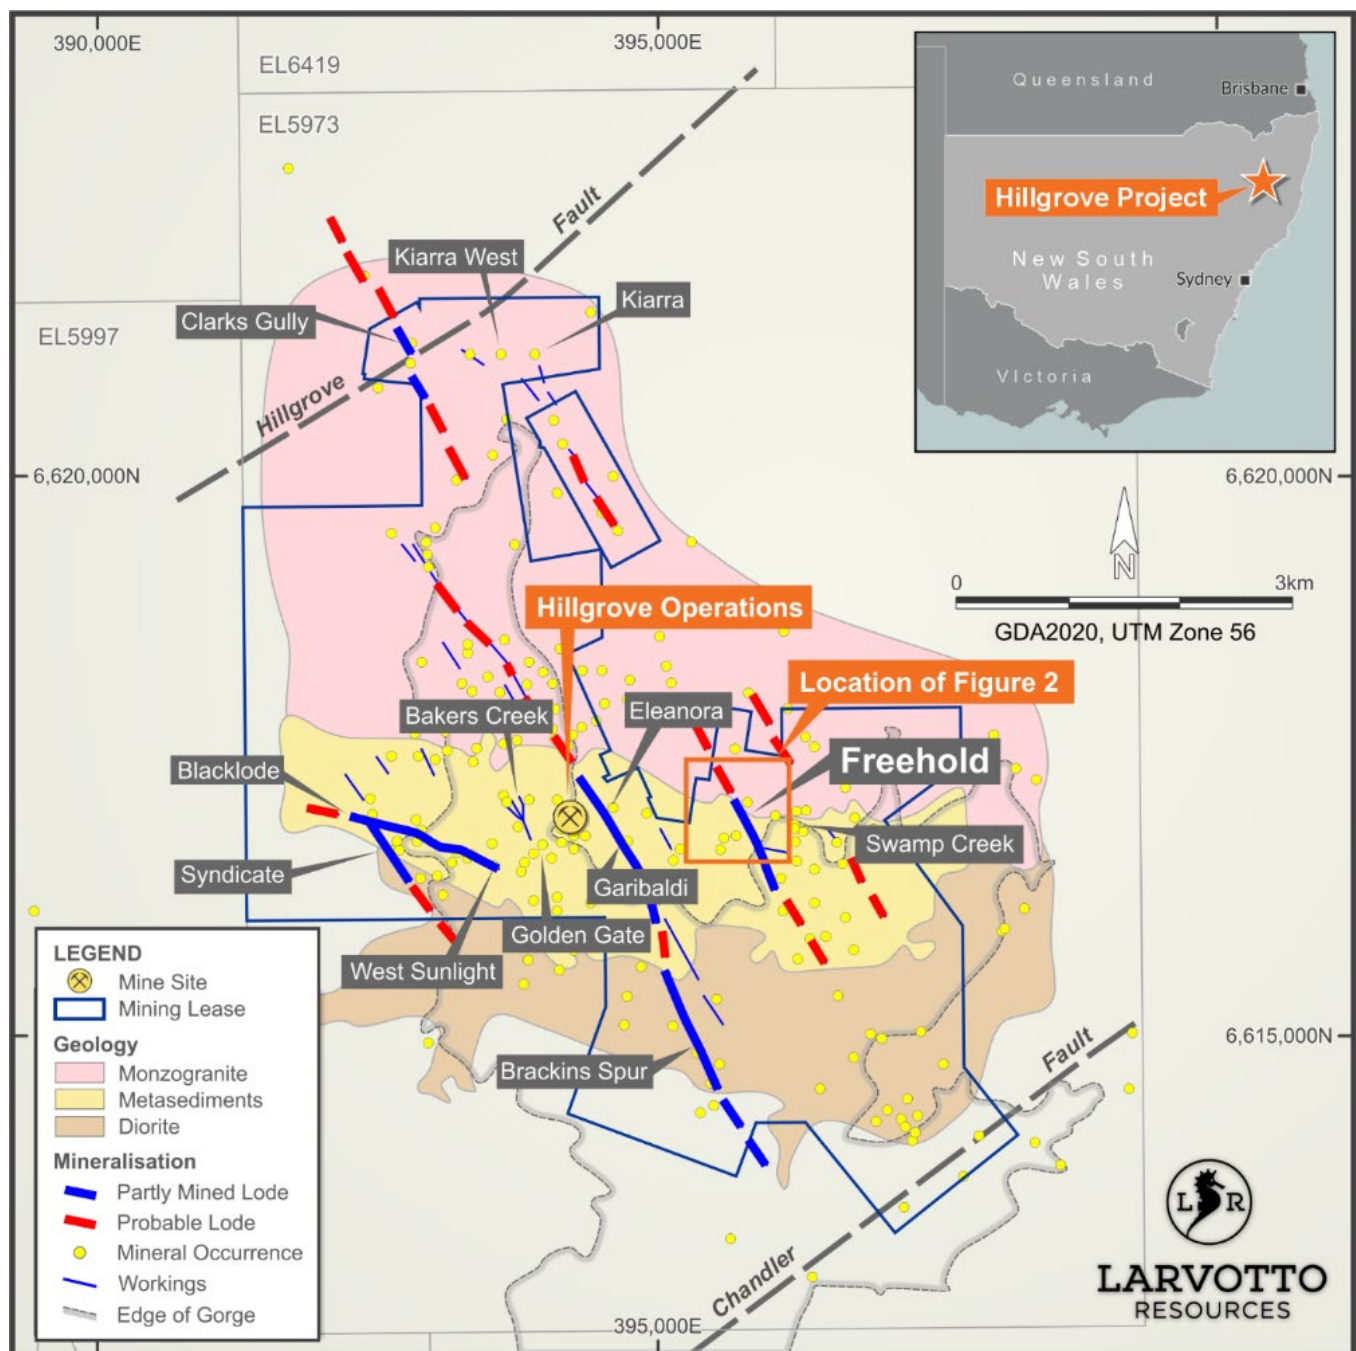 390,000E
395,000E
EL6419
EL5973
EL5997
Queensland
Brisbane
Hillgrove Project
New South
Wales
Sydney
VIctoria
Fault
Kiarra West
Kiarra
Clarks Gully
Hillgrove
6,620,000N
6,620,000N
N
0
3km
GDA2020, UTM Zone 56
Hillgrove Operations
Location of Figure 2
Bakers Creek
Eleanora
Freehold
Blacklode
Swamp Creek
Syndicate
Garibaldi
Golden Gate
West Sunlight
Brackins Spur
6,615,000N
Fault
Chandler
395,000E
LEGEND
Mine Site
Mining Lease
Geology
Monzogranite
Metasediments
Diorite
Mineralisation
Partly Mined Lode
Probable Lode
Mineral Occurrence
Workings
Edge of Gorge
L R
LARVOTTO
RESOURCES